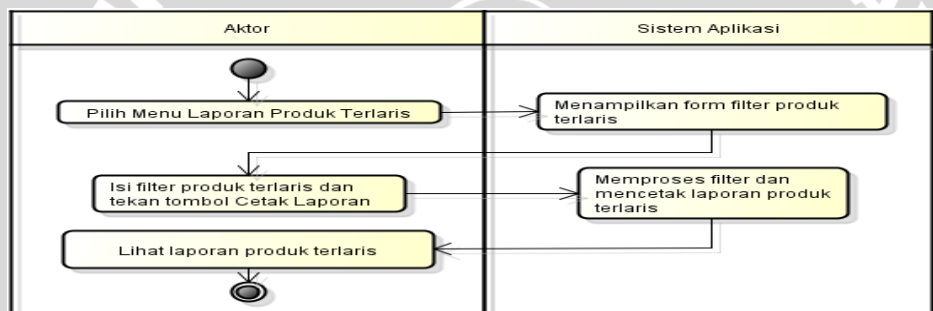 Aktor
Sistem Aplikasi
Pilih Menu Laporan Produk Terlaris
Menampilkan form filter produk
terlaris
Isi filter produk terlaris dan
tekan tombol Cetak Laporan
Memproses filter dan
mencetak laporan produk
terlaris
Lihat laporan produk terlaris